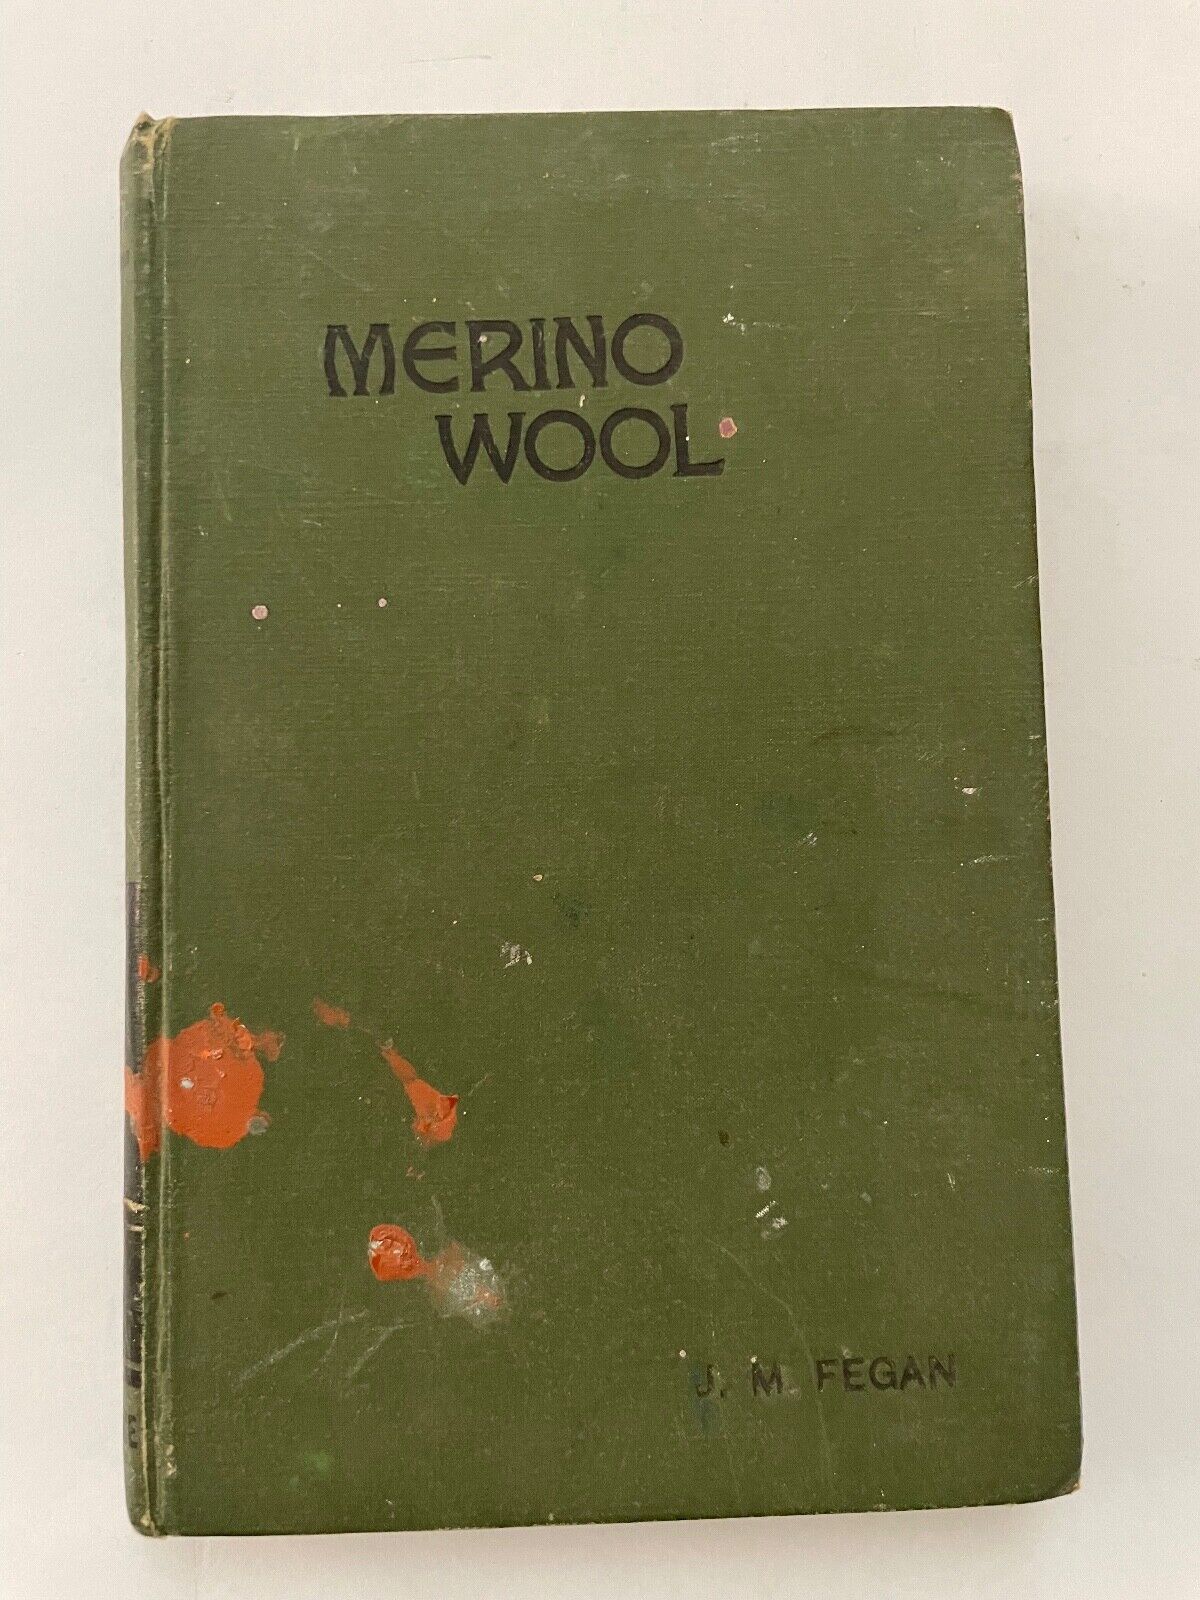 MERINO
WOOL
J. M. FEGAN